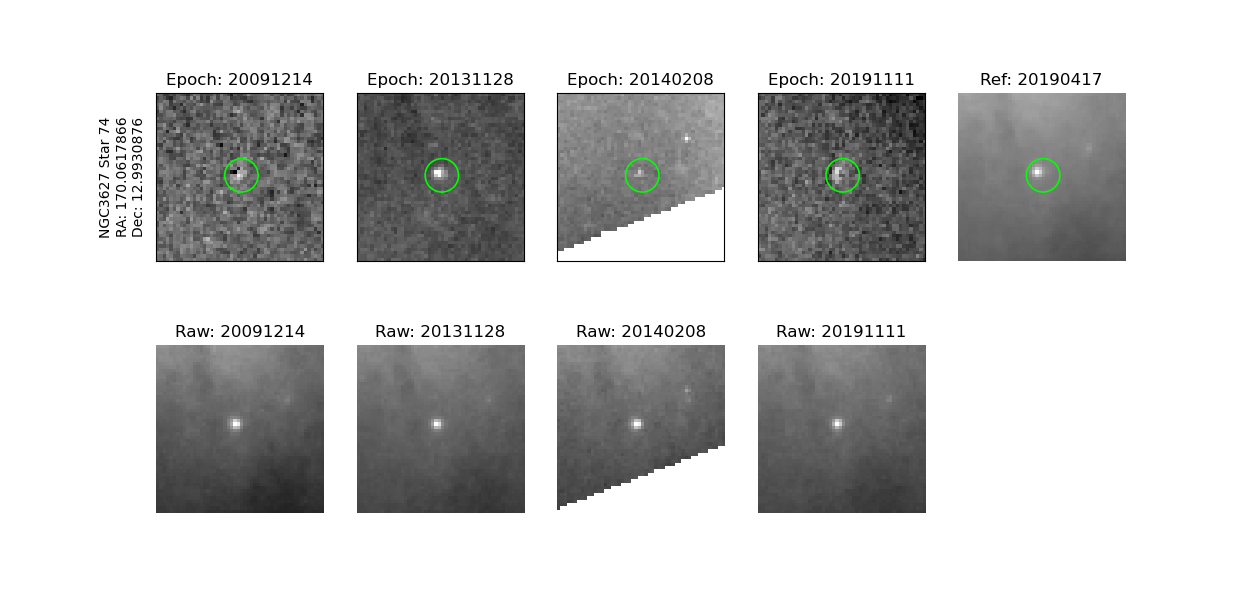 Epoch: 20091214
Epoch: 20131128
Epoch: 20140208
Epoch: 20191111
Ref: 20190417
NGC3627 Star 74
RA: 170.0617866
Dec: 12.9930876
Raw: 20091214
Raw: 20131128
Raw: 20140208
Raw: 20191111